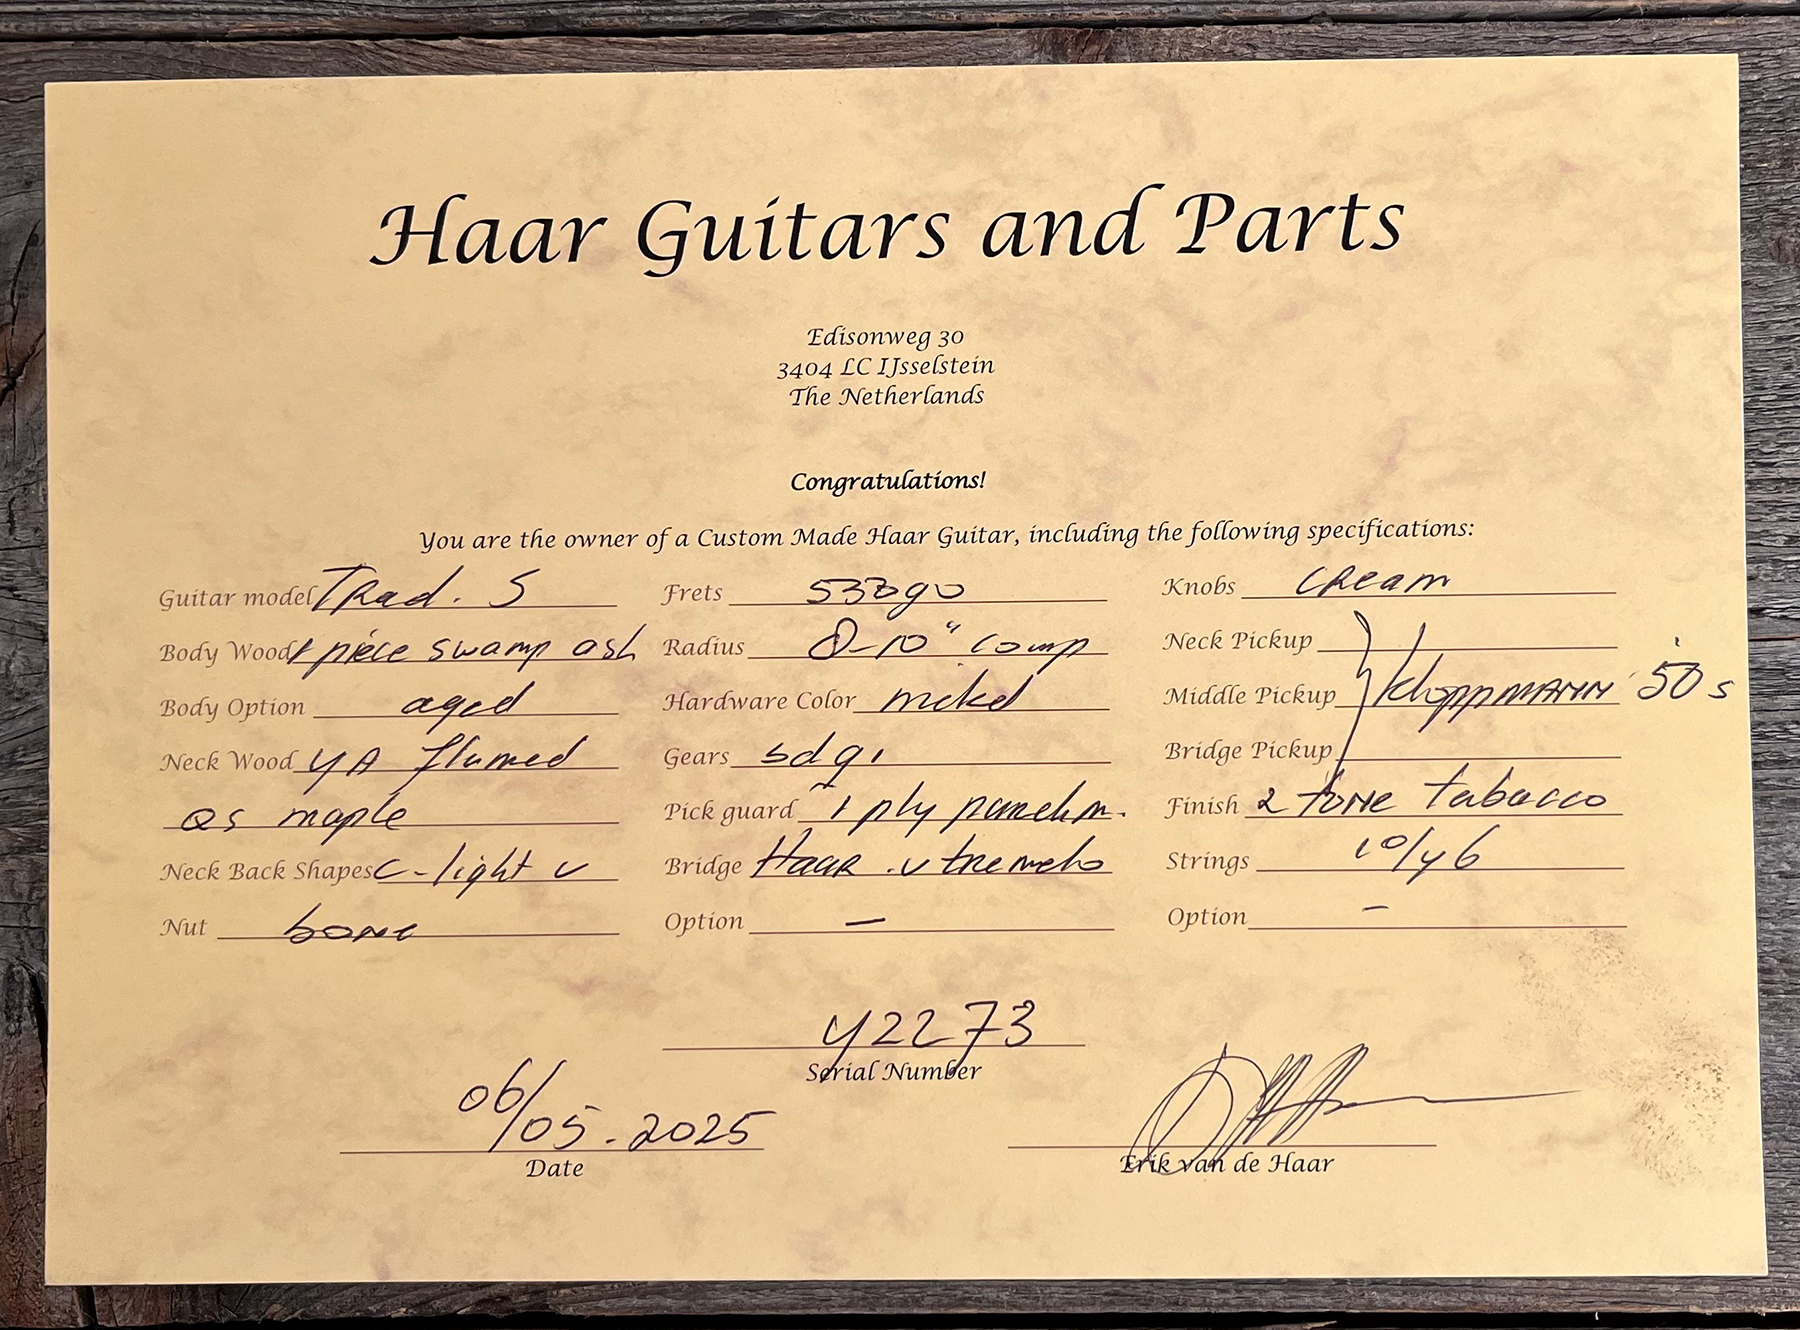 Haar Guitars and Parts
Edisonweg 30
3404 LC IJsselstein
The Netherlands
Congratulations!
You are the owner of a Custom Made Haar Guitar, including the following specifications:
Guitar model Trad. S
Body Wood 1 piece swamp ash
Body Option aged
Neck Wood YA flamed
QS maple
Neck Back Shapes C-light V
Nut bone
Frets
Radius 8-10" comp
Hardware Color nickel
Gears
Pick guard 1 ply parchm.
Bridge Haar .V tremolo
Option —
Knobs cream
Neck Pickup
Middle Pickup Kloppmann '50s
Bridge Pickup
Finish 2 tone tabacco
Strings 10/46
Option -
Y2273
Serial Number
06/05.2025
Date
Erik van de Haar